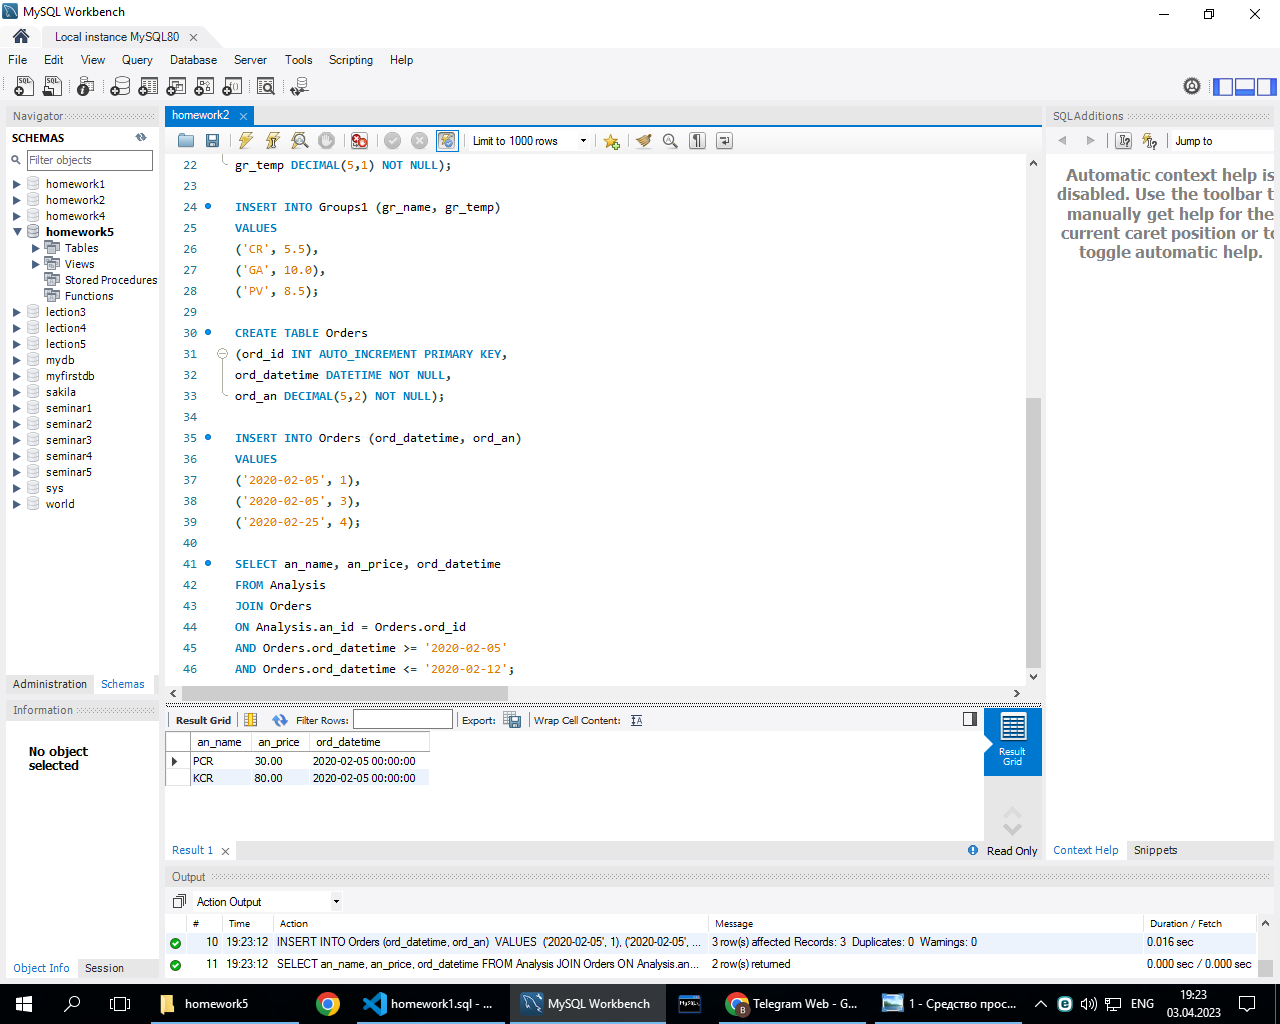 MySQL Workbench
Local instance MySQL80
File Edit View Query Database Server Tools Scripting Help
Navigator
SCHEMAS
Filter objects
homework1
homework2
homework4
homework5
Tables
Views
Stored Procedures
Functions
lection3
lection4
lection5
mydb
myfirstdb
sakila
seminar1
seminar2
seminar3
seminar4
seminar5
sys
world
Administration Schemas
Information
No object
selected
Object Info Session
homework2
Limit to 1000 rows
22 gr_temp DECIMAL(5,1) NOT NULL);
23
24 INSERT INTO Groups1 (gr_name, gr_temp)
25 VALUES
26 ('CR', 5.5),
27 ('GA', 10.0),
28 ('PV', 8.5);
29
30 CREATE TABLE Orders
31 (ord_id INT AUTO_INCREMENT PRIMARY KEY,
32 ord_datetime DATETIME NOT NULL,
33 ord_an DECIMAL(5,2) NOT NULL);
34
35 INSERT INTO Orders (ord_datetime, ord_an)
36 VALUES
37 ('2020-02-05', 1),
38 ('2020-02-05', 3),
39 ('2020-02-25', 4);
40
41 SELECT an_name, an_price, ord_datetime
42 FROM Analysis
43 JOIN Orders
44 ON Analysis.an_id = Orders.ord_id
45 AND Orders.ord_datetime >= '2020-02-05'
46 AND Orders.ord_datetime <= '2020-02-12';
Result Grid Filter Rows: Export: Wrap Cell Content:
an_name an_price ord_datetime
PCR 30.00 2020-02-05 00:00:00
KCR 80.00 2020-02-05 00:00:00
Result
Grid
Result 1
Read Only
SQLAdditions
Jump to
Automatic context help is
disabled. Use the toolbar t
manually get help for the
current caret position or to
toggle automatic help.
Context Help Snippets
Output
Action Output
# Time Action Message Duration / Fetch
10 19:23:12 INSERT INTO Orders (ord_datetime, ord_an) VALUES ('2020-02-05', 1), ('2020-02-05', ... 3 row(s) affected Records: 3 Duplicates: 0 Warnings: 0 0.016 sec
11 19:23:12 SELECT an_name, an_price, ord_datetime FROM Analysis JOIN Orders ON Analysis.an... 2 row(s) returned 0.000 sec / 0.000 sec
homework5
homework1.sql - ...
MySQL Workbench
Telegram Web - G...
1 - Средство прос...
ENG
19:23
03.04.2023